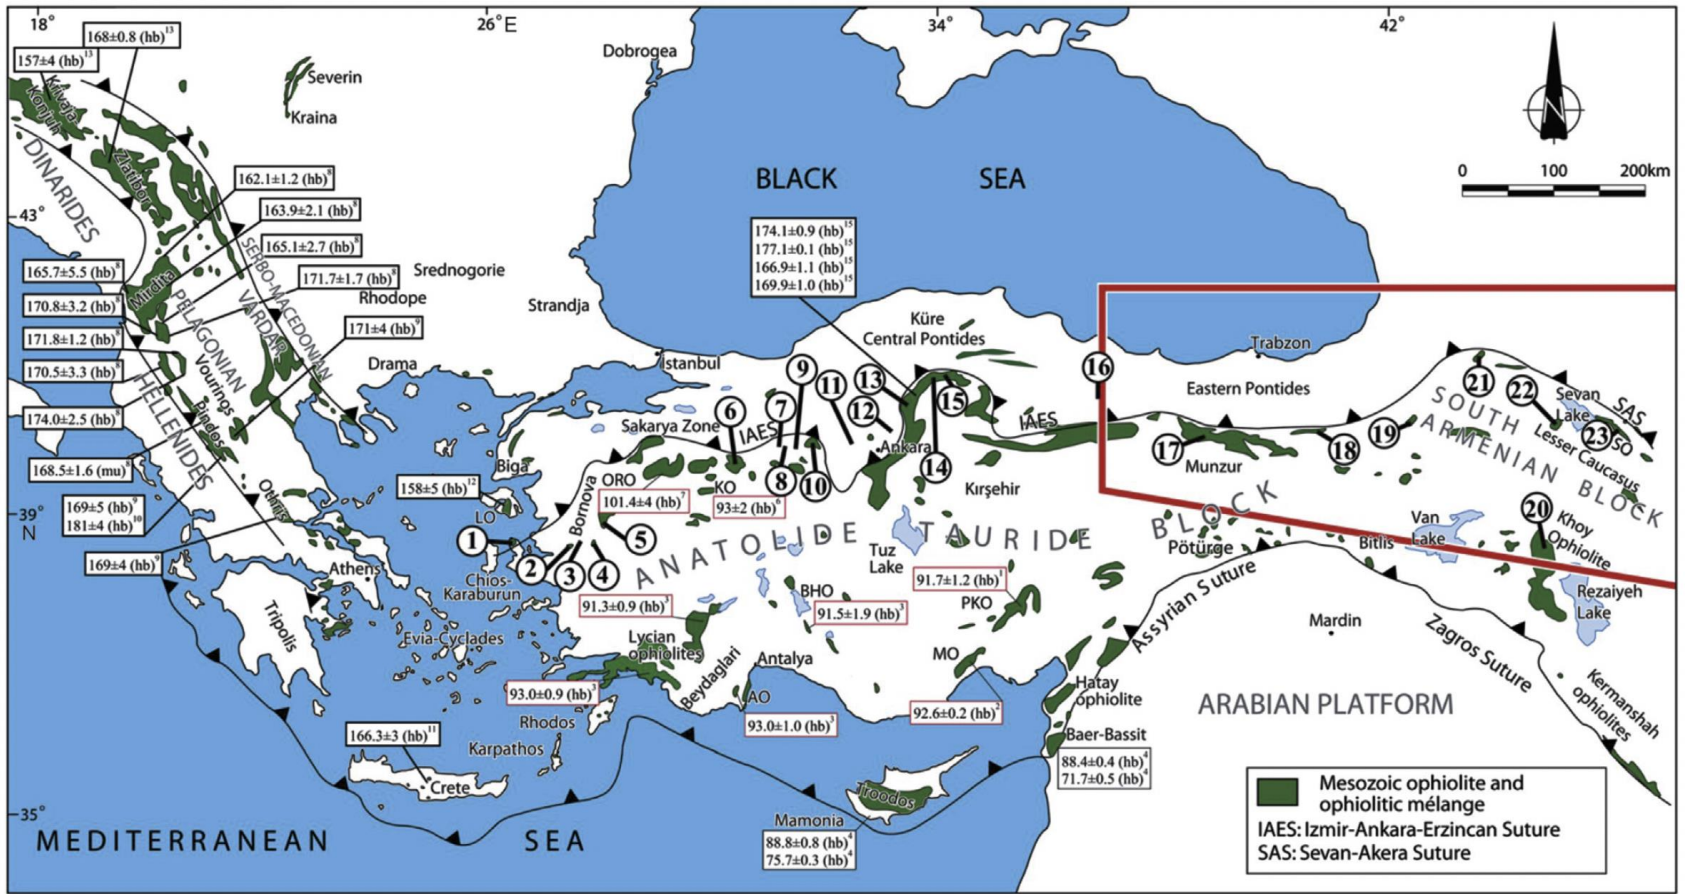 18°
26°E
34°
42°
168±0.8 (hb)13
157±4 (hb)13
Krivaja
Konjuh
Severin
Kraina
Dobrogea
DINARIDES
Zlatibor
BLACK SEA
N
0 100 200km
43°
162.1±1.2 (hb)8
163.9±2.1 (hb)8
165.1±2.7 (hb)8
165.7±5.5 (hb)8
171.7±1.7 (hb)8
170.8±3.2 (hb)8
171±4 (hb)9
171.8±1.2 (hb)8
170.5±3.3 (hb)8
174.0±2.5 (hb)8
168.5±1.6 (mu)8
169±5 (hb)9
181±4 (hb)10
169±4 (hb)9
Mirdita
PELAGONIAN
SERBO-MACEDONIAN
VARDAR
HELLENIDES
Vourinos
Pindos
Othris
Srednogorie
Rhodope
Strandja
Drama
İstanbul
174.1±0.9 (hb)15
177.1±0.1 (hb)15
166.9±1.1 (hb)15
169.9±1.0 (hb)15
Küre
Central Pontides
Trabzon
Eastern Pontides
16
9
11
13
12
15
14
6
7
8
10
Sakarya Zone
IAES
IAES
Ankara
Kırşehir
17
Munzur
18
19
21
22
Sevan
Lake
SAS
23
SO
Lesser Caucasus
SOUTH
ARMENIAN BLOCK
20
Khoy
Ophiolite
Van
Lake
Rezaiyeh
Lake
Biga
158±5 (hb)12
LO
ORO
101.4±4 (hb)7
KO
93±2 (hb)6
Bornova
1
2
3
4
5
Chios-
Karaburun
ANATOLIDE TAURIDE BLOCK
Tuz
Lake
Pötürge
Bitlis
39°
N
Athens
Tripolis
Evia-Cyclades
91.3±0.9 (hb)3
BHO
91.5±1.9 (hb)3
91.7±1.2 (hb)1
PKO
Lycian
ophiolites
Beydaglari
Antalya
AO
93.0±0.9 (hb)3
93.0±1.0 (hb)3
MO
92.6±0.2 (hb)2
Assyrian Suture
Mardin
Zagros Suture
Kermanshah
ophiolites
ARABIAN PLATFORM
Hatay
ophiolite
Baer-Bassit
88.4±0.4 (hb)4
71.7±0.5 (hb)4
Rhodos
Karpathos
166.3±3 (hb)11
Crete
Troodos
Mamonia
88.8±0.8 (hb)4
75.7±0.3 (hb)4
35°
MEDITERRANEAN SEA
Mesozoic ophiolite and
ophiolitic mélange
IAES: Izmir-Ankara-Erzincan Suture
SAS: Sevan-Akera Suture